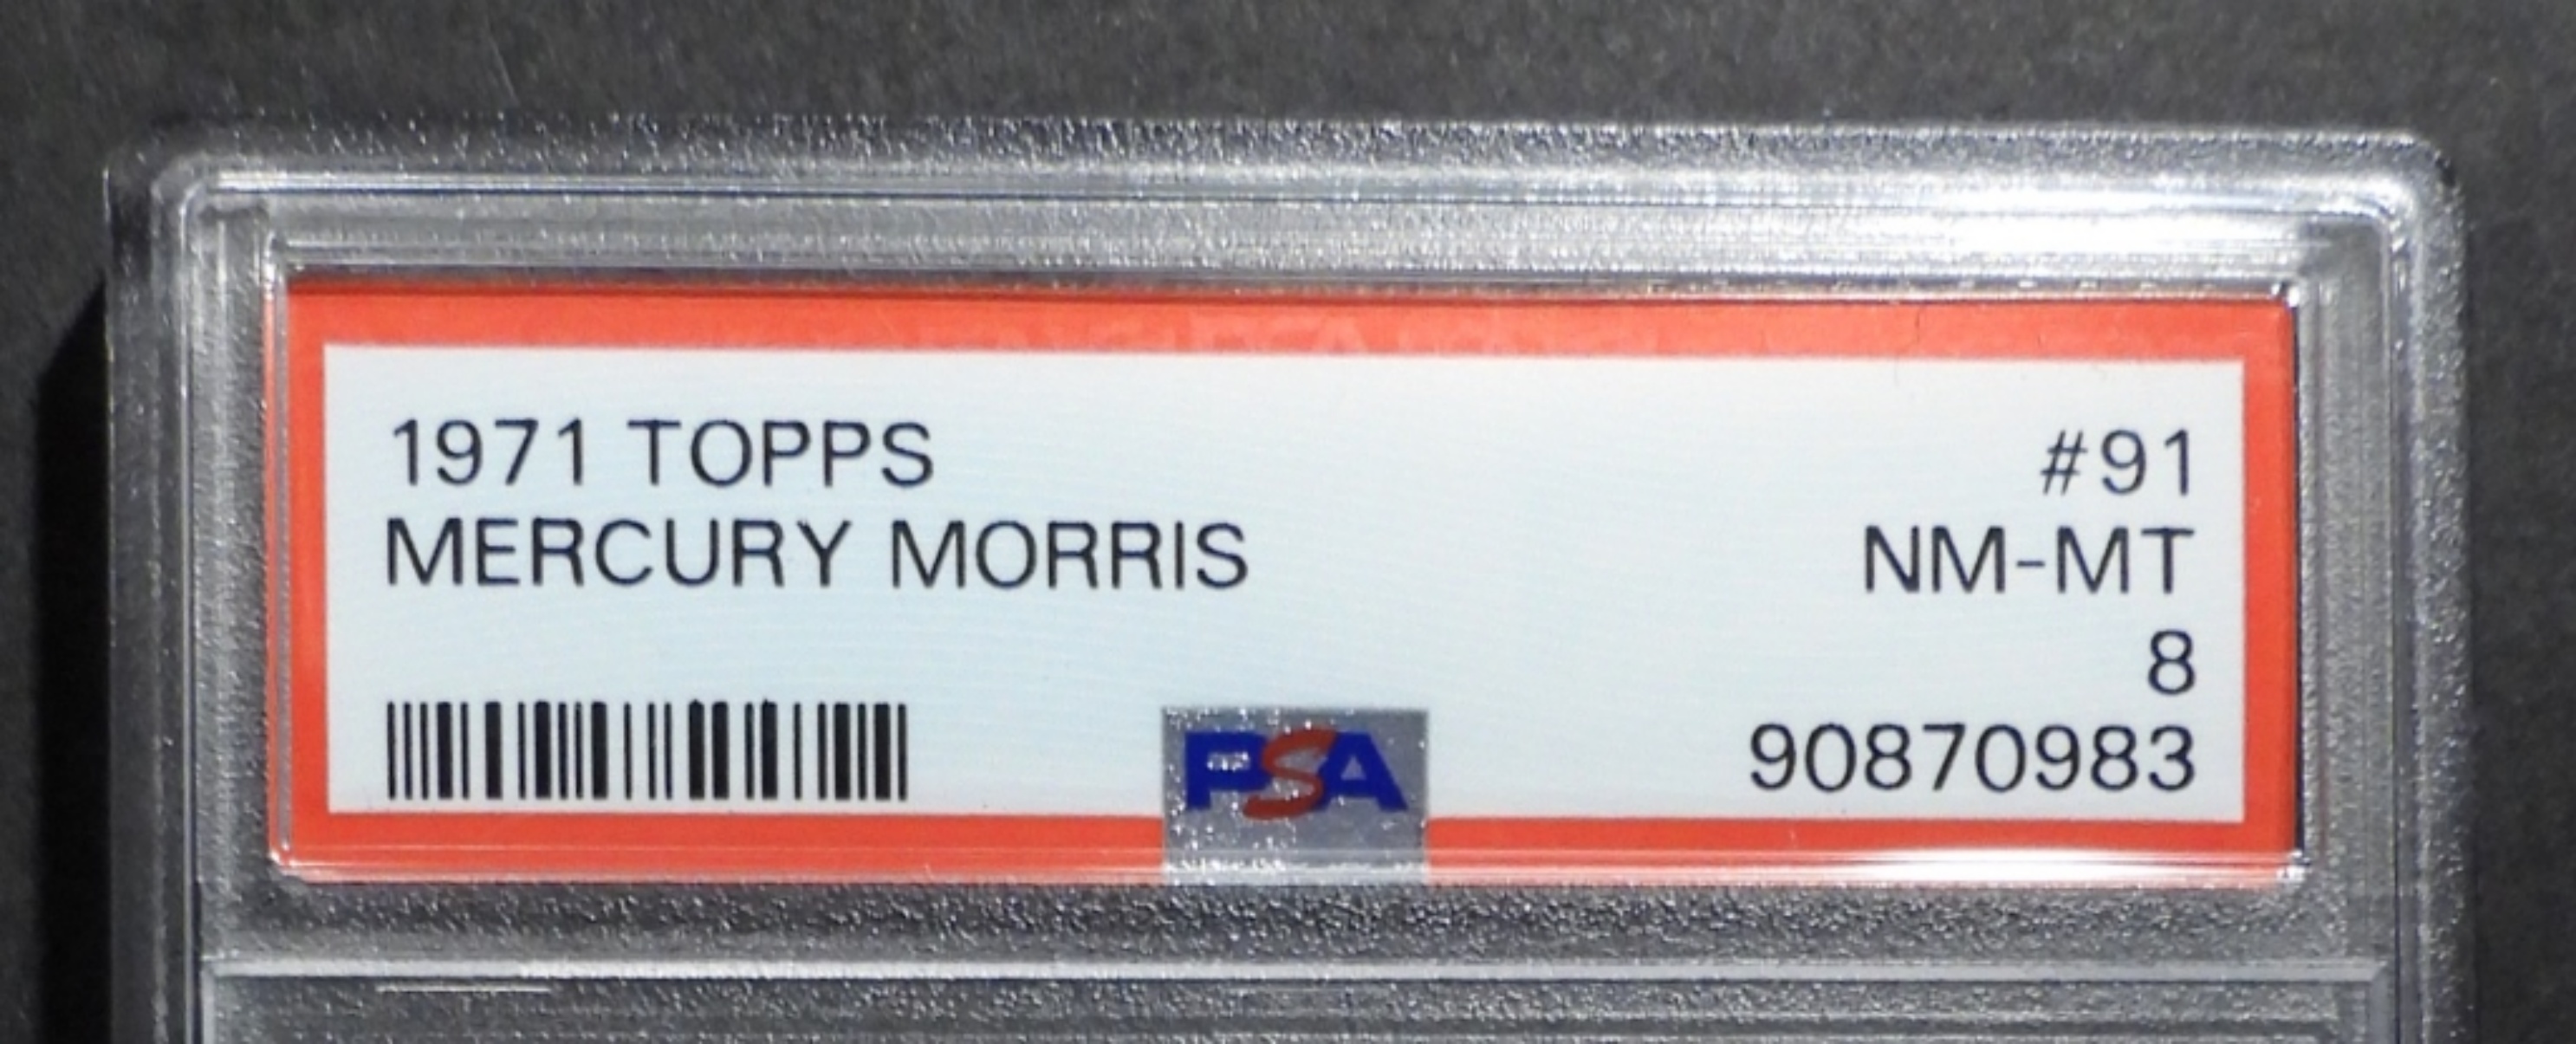 1971 TOPPS #91
MERCURY MORRIS NM-MT
8
PSA 90870983